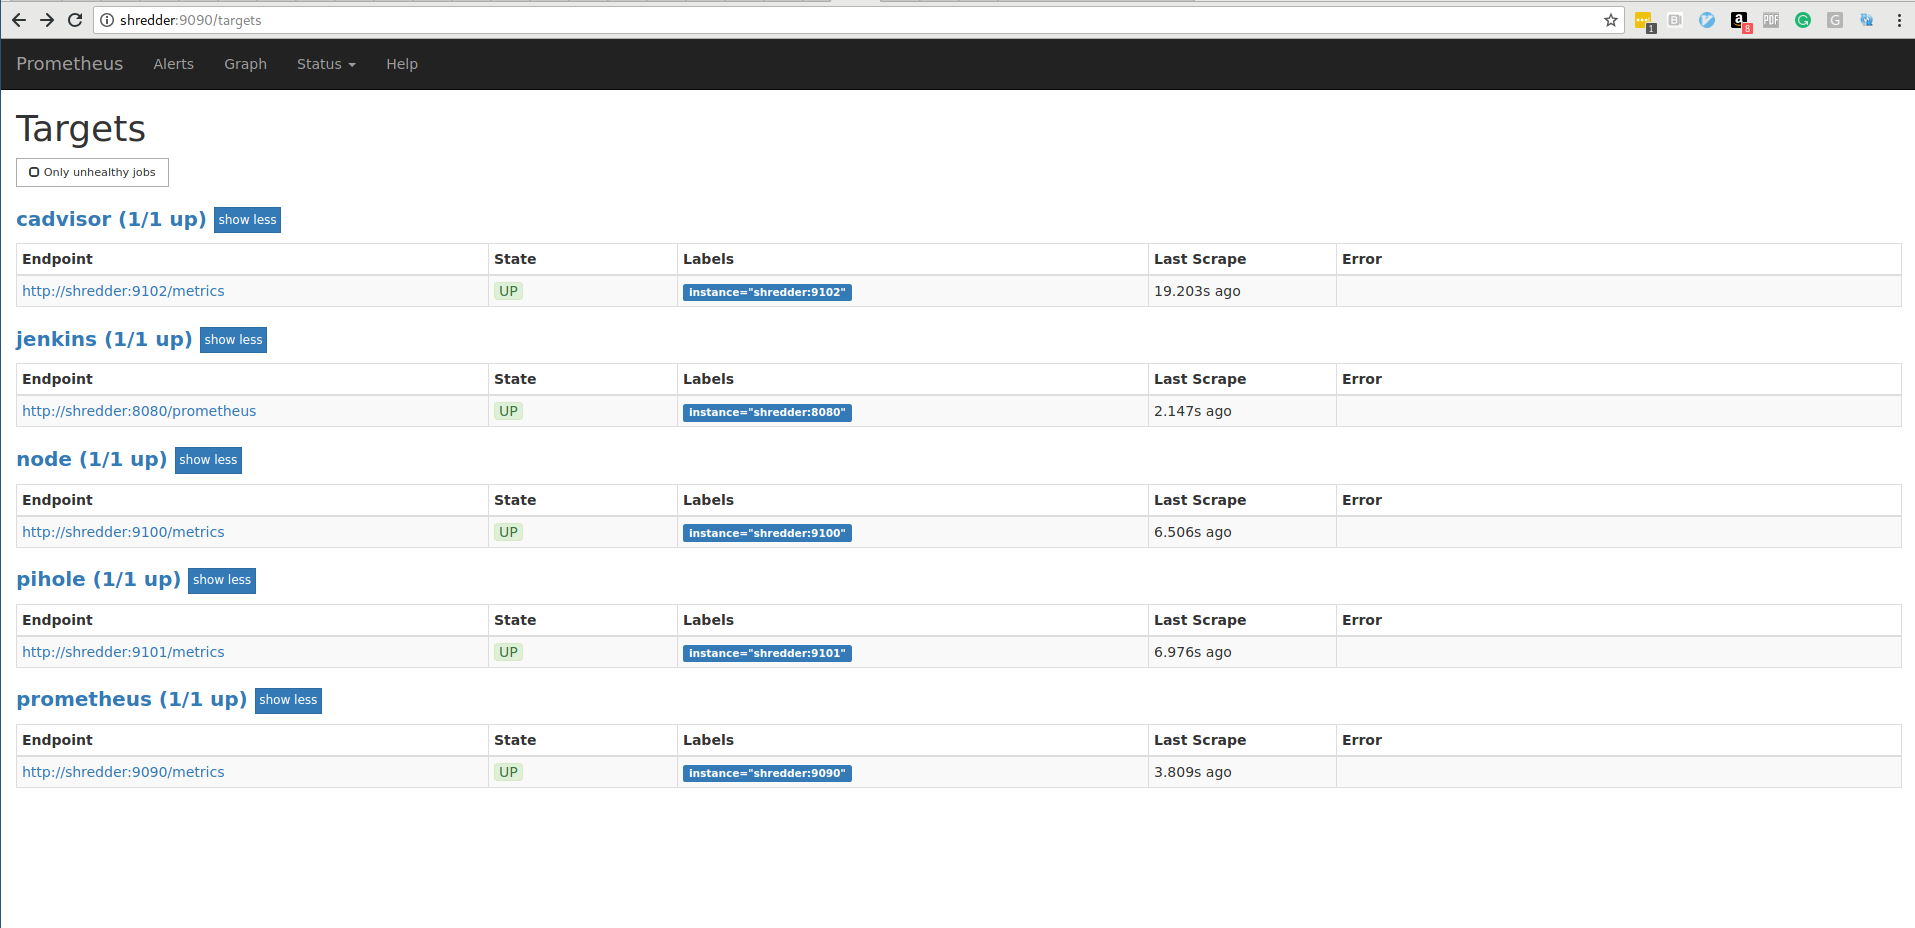 shredder:9090/targets
1 B a 8 PDF G G
Prometheus Alerts Graph Status Help
Targets
Only unhealthy jobs
cadvisor (1/1 up) show less
Endpoint State Labels Last Scrape Error
http://shredder:9102/metrics UP instance="shredder:9102" 19.203s ago
jenkins (1/1 up) show less
Endpoint State Labels Last Scrape Error
http://shredder:8080/prometheus UP instance="shredder:8080" 2.147s ago
node (1/1 up) show less
Endpoint State Labels Last Scrape Error
http://shredder:9100/metrics UP instance="shredder:9100" 6.506s ago
pihole (1/1 up) show less
Endpoint State Labels Last Scrape Error
http://shredder:9101/metrics UP instance="shredder:9101" 6.976s ago
prometheus (1/1 up) show less
Endpoint State Labels Last Scrape Error
http://shredder:9090/metrics UP instance="shredder:9090" 3.809s ago